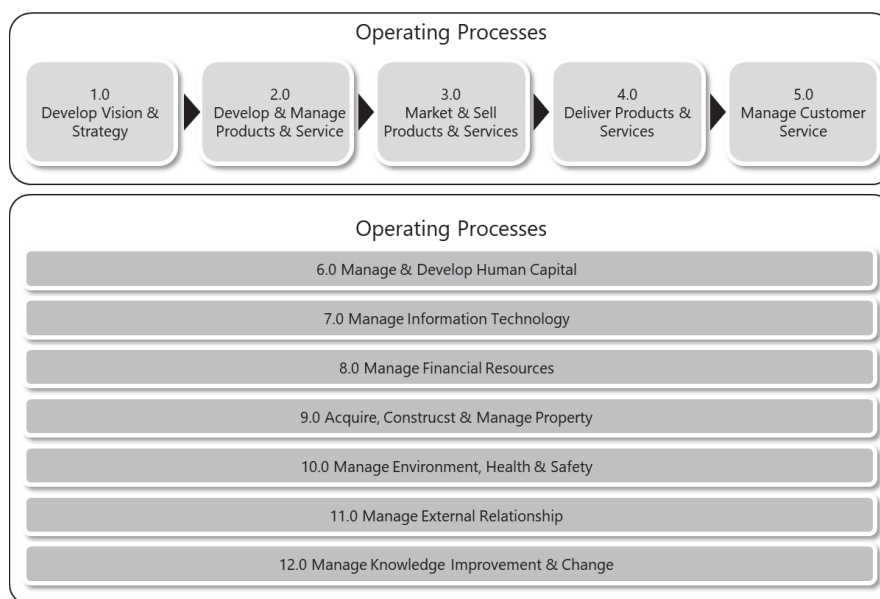 Operating Processes
1.0
Develop Vision &
Strategy
2.0
Develop & Manage
Products & Service
3.0
Market & Sell
Products & Services
4.0
Deliver Products &
Services
5.0
Manage Customer
Service
Operating Processes
6.0 Manage & Develop Human Capital
7.0 Manage Information Technology
8.0 Manage Financial Resources
9.0 Acquire, Construcst & Manage Property
10.0 Manage Environment, Health & Safety
11.0 Manage External Relationship
12.0 Manage Knowledge Improvement & Change